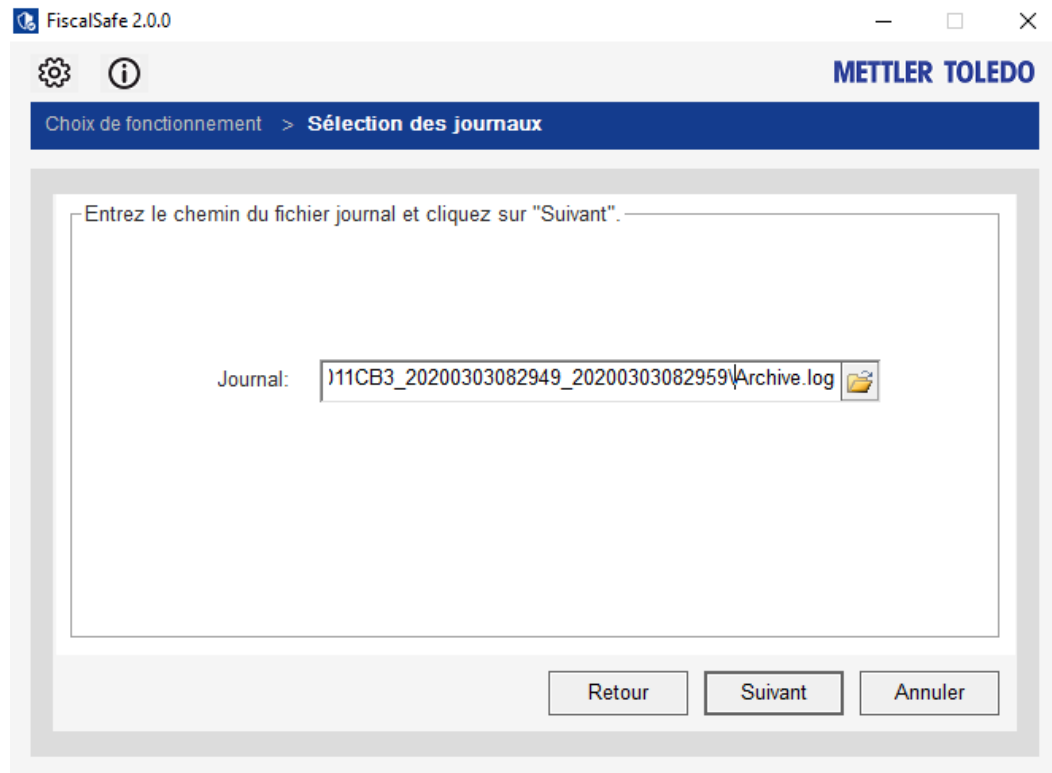 FiscalSafe 2.0.0
METTLER TOLEDO
Choix de fonctionnement > Sélection des journaux
Entrez le chemin du fichier journal et cliquez sur "Suivant".
Journal: 11CB3_20200303082949_20200303082959\Archive.log
Retour Suivant Annuler